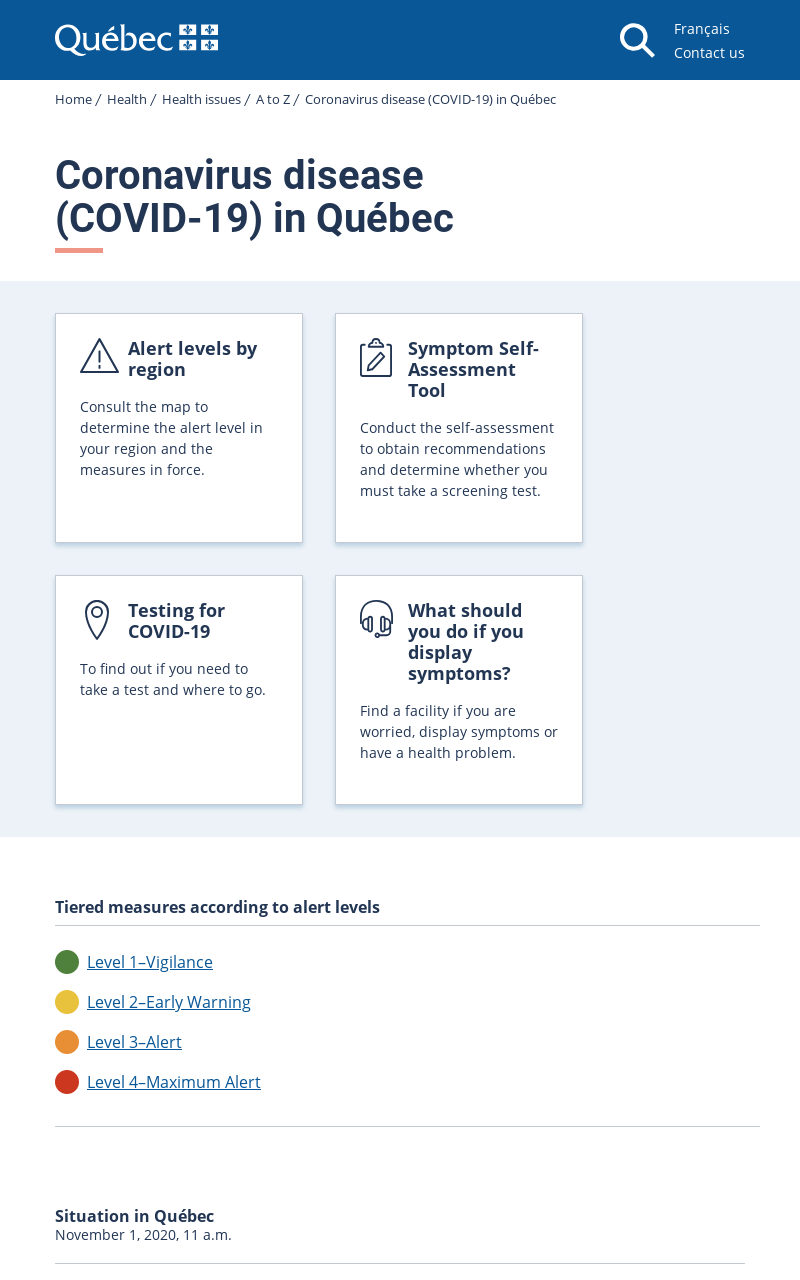 Québec
Français
Contact us
Home / Health / Health issues / A to Z / Coronavirus disease (COVID-19) in Québec
Coronavirus disease
(COVID-19) in Québec
Alert levels by
region
Consult the map to
determine the alert level in
your region and the
measures in force.
Symptom Self-
Assessment
Tool
Conduct the self-assessment
to obtain recommendations
and determine whether you
must take a screening test.
Testing for
COVID-19
To find out if you need to
take a test and where to go.
What should
you do if you
display
symptoms?
Find a facility if you are
worried, display symptoms or
have a health problem.
Tiered measures according to alert levels
Level 1–Vigilance
Level 2–Early Warning
Level 3–Alert
Level 4–Maximum Alert
Situation in Québec
November 1, 2020, 11 a.m.